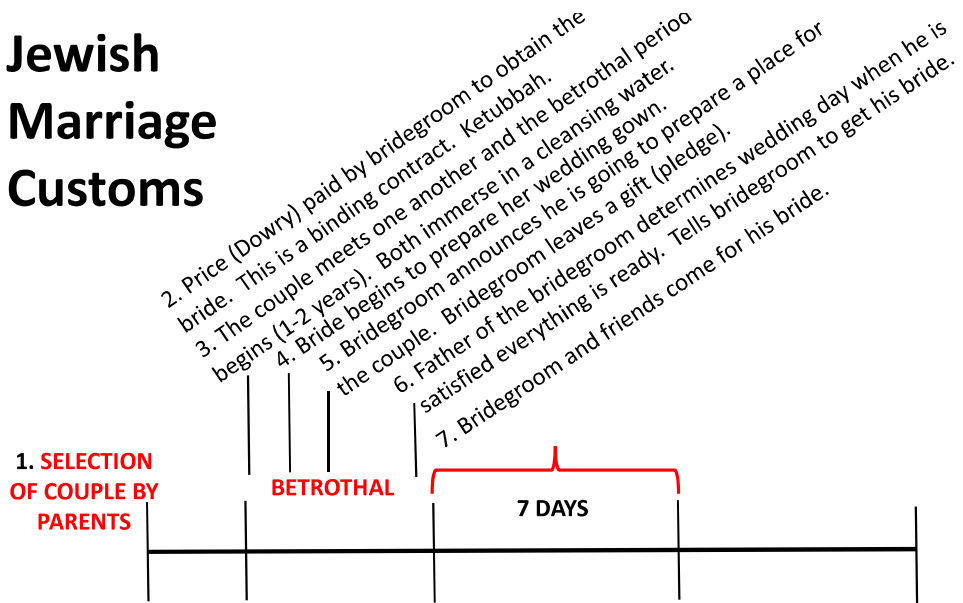 Jewish
Marriage
Customs
2. Price (Dowry) paid by bridegroom to obtain the
bride.  This is a binding contract.  Ketubbah.
3. The couple meets one another and the betrothal period
begins (1-2 years).  Both immerse in a cleansing water.
4. Bride begins to prepare her wedding gown.
5. Bridegroom announces he is going to prepare a place for
the couple.  Bridegroom leaves a gift (pledge).
6. Father of the bridegroom determines wedding day when he is
satisfied everything is ready.  Tells bridegroom to get his bride.
7. Bridegroom and friends come for his bride.
1. SELECTION
OF COUPLE BY
PARENTS
BETROTHAL
7 DAYS